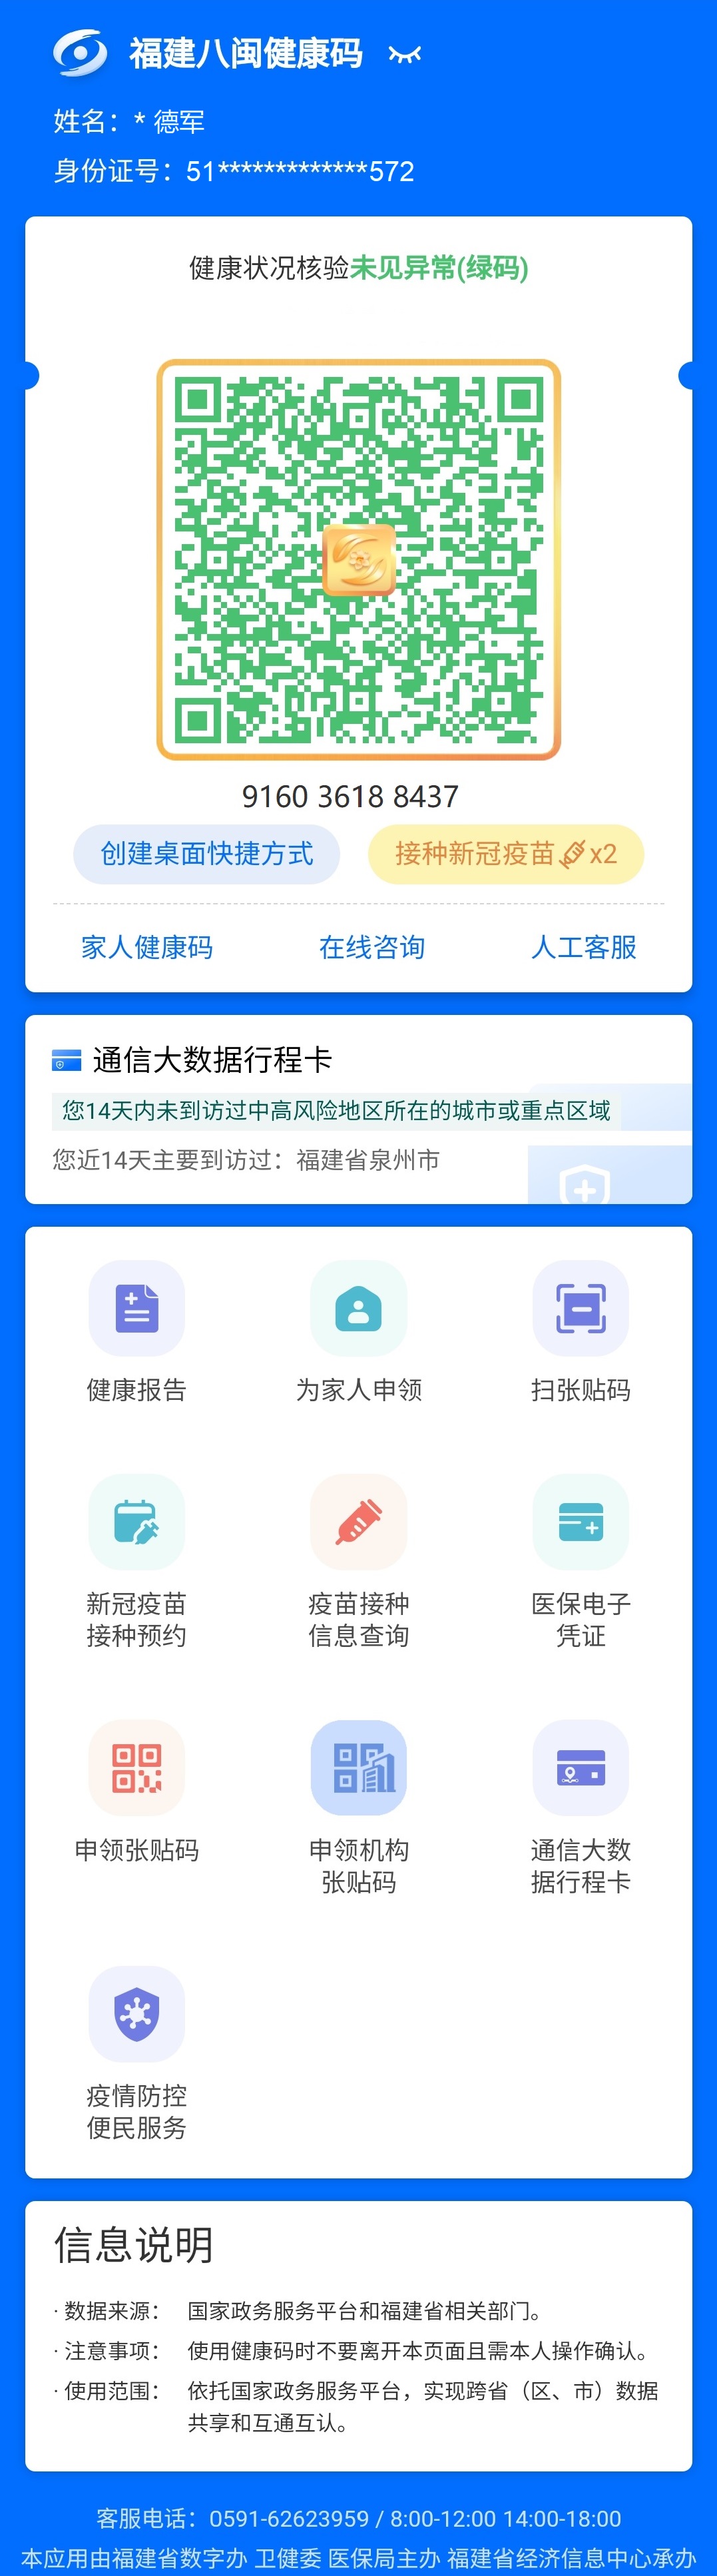 福建八闽健康码
姓名：* 德军
身份证号：51*************572
健康状况核验未见异常(绿码)
9160 3618 8437
创建桌面快捷方式
接种新冠疫苗 x2
家人健康码
在线咨询
人工客服
通信大数据行程卡
您14天内未到访过中高风险地区所在的城市或重点区域
您近14天主要到访过：福建省泉州市
健康报告
为家人申领
扫张贴码
新冠疫苗
接种预约
疫苗接种
信息查询
医保电子
凭证
申领张贴码
申领机构
张贴码
通信大数
据行程卡
疫情防控
便民服务
信息说明
· 数据来源： 国家政务服务平台和福建省相关部门。
· 注意事项： 使用健康码时不要离开本页面且需本人操作确认。
· 使用范围： 依托国家政务服务平台，实现跨省（区、市）数据
共享和互通互认。
客服电话：0591-62623959 / 8:00-12:00 14:00-18:00
本应用由福建省数字办 卫健委 医保局主办 福建省经济信息中心承办